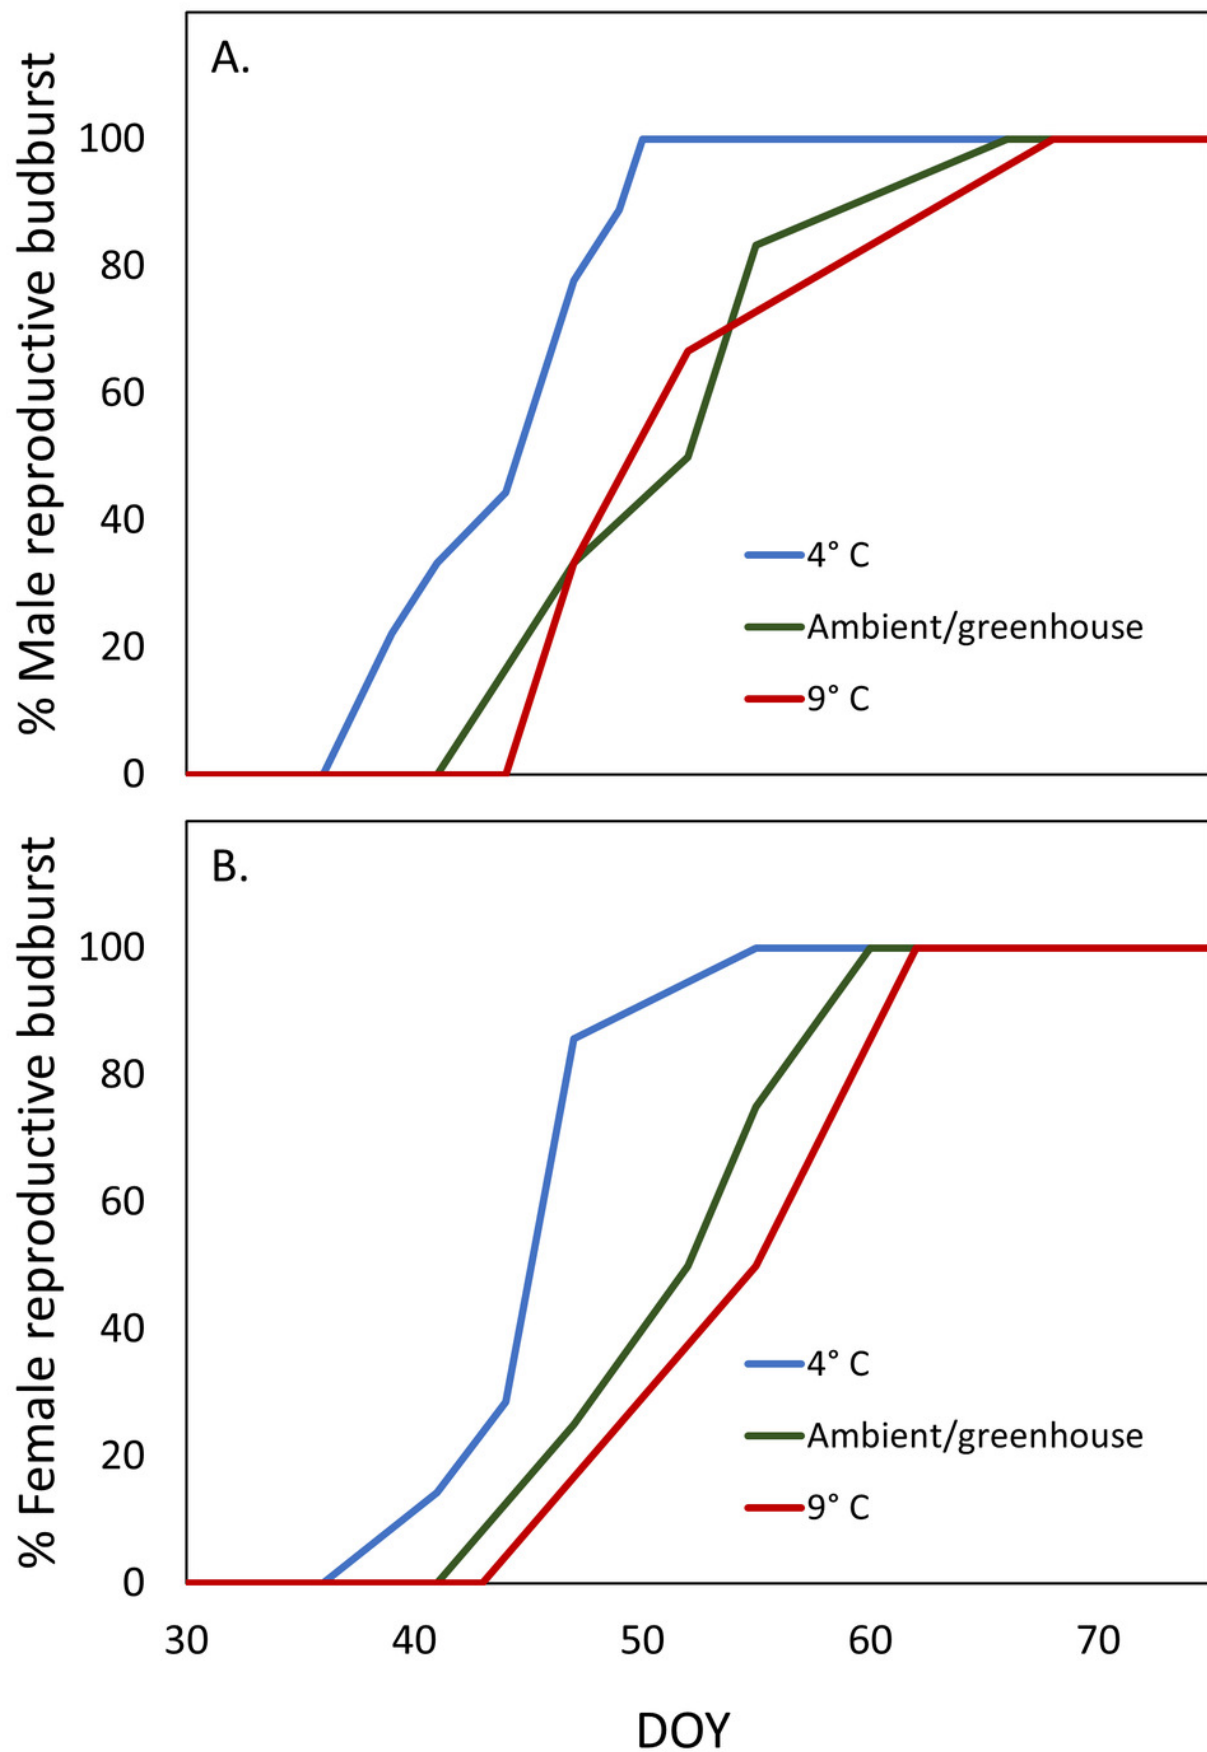 A.
% Male reproductive budburst
100
80
60
40
20
0
4° C
Ambient/greenhouse
9° C
B.
% Female reproductive budburst
100
80
60
40
20
0
4° C
Ambient/greenhouse
9° C
30 40 50 60 70
DOY